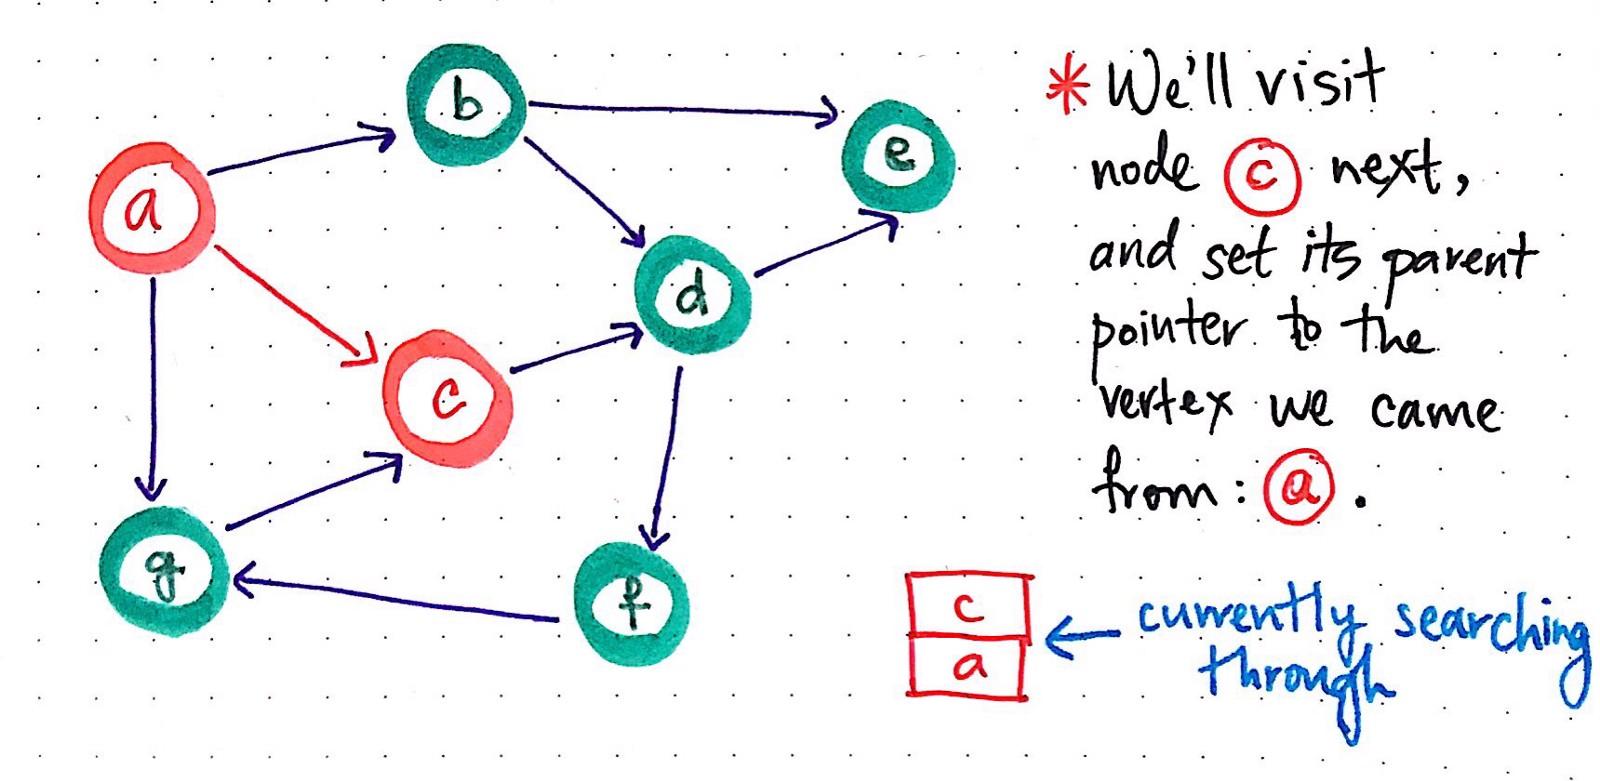 b
e
a
d
c
g
f
* We'll visit
node c next,
and set its parent
pointer to the
vertex we came
from: a.
c
a
← currently searching
through